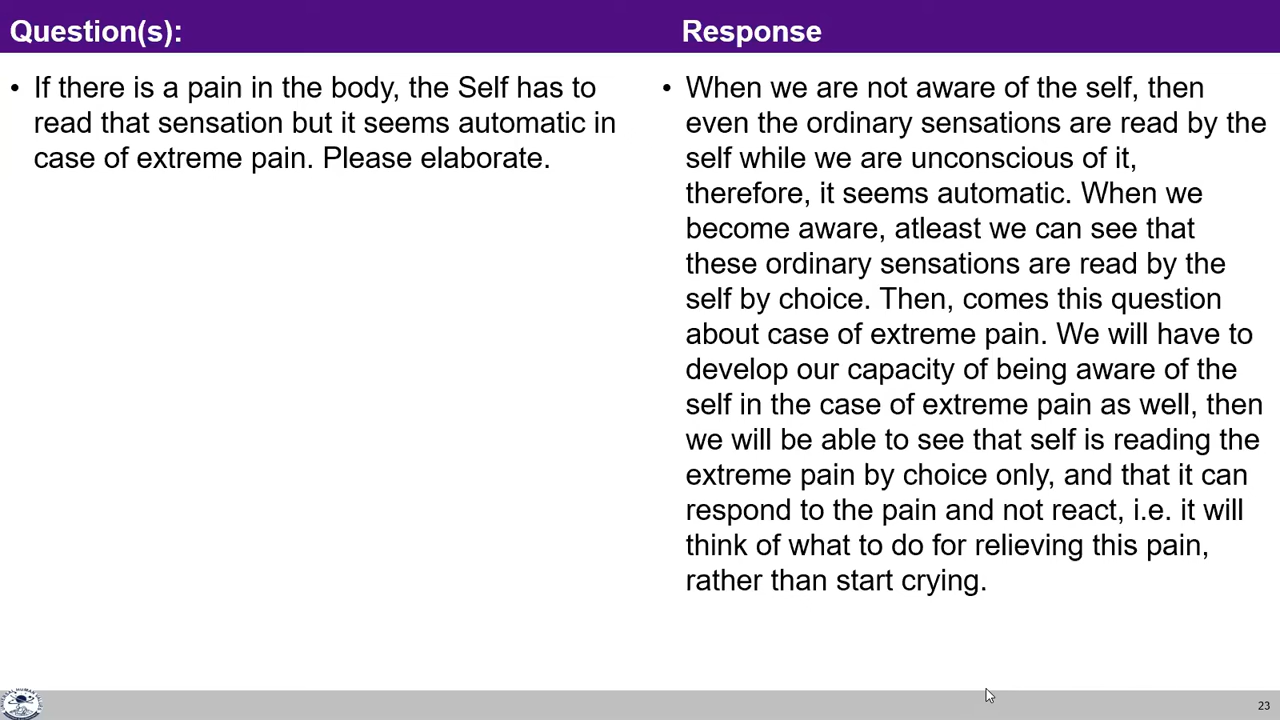 Question(s):
Response
• If there is a pain in the body, the Self has to
read that sensation but it seems automatic in
case of extreme pain. Please elaborate.
• When we are not aware of the self, then
even the ordinary sensations are read by the
self while we are unconscious of it,
therefore, it seems automatic. When we
become aware, atleast we can see that
these ordinary sensations are read by the
self by choice. Then, comes this question
about case of extreme pain. We will have to
develop our capacity of being aware of the
self in the case of extreme pain as well, then
we will be able to see that self is reading the
extreme pain by choice only, and that it can
respond to the pain and not react, i.e. it will
think of what to do for relieving this pain,
rather than start crying.
23